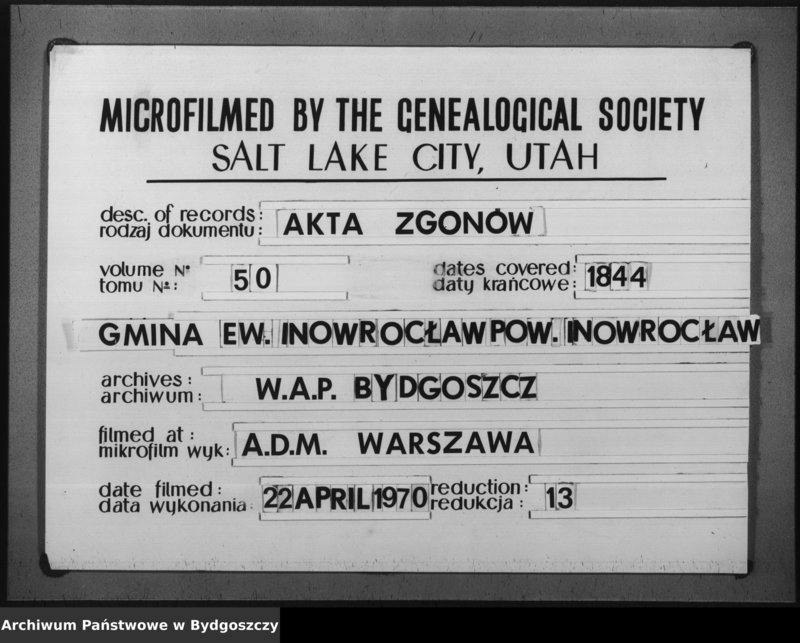 MICROFILMED BY THE GENEALOGICAL SOCIETY
SALT LAKE CITY, UTAH
desc. of records:
rodzaj dokumentu:
AKTA ZGONÓW
volume Nº
tomu Nº:
50
dates covered:
daty krańcowe:
1844
GMINA EW. INOWROCŁAW POW. INOWROCŁAW
archives:
archiwum:
W.A.P. BYDGOSZCZ
filmed at:
mikrofilm wyk:
A.D.M. WARSZAWA
date filmed:
data wykonania
22 APRIL 1970
reduction:
redukcja:
13
Archiwum Państwowe w Bydgoszczy